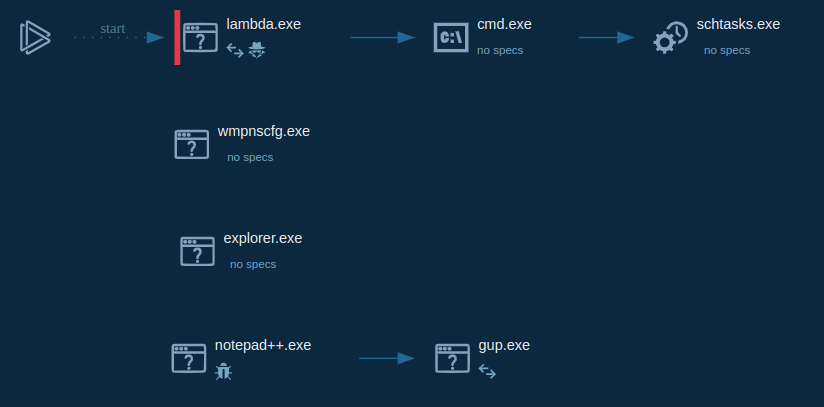 start
lambda.exe
cmd.exe
no specs
schtasks.exe
no specs
wmpnscfg.exe
no specs
explorer.exe
no specs
notepad++.exe
gup.exe
C:\
?
?
?
?
?